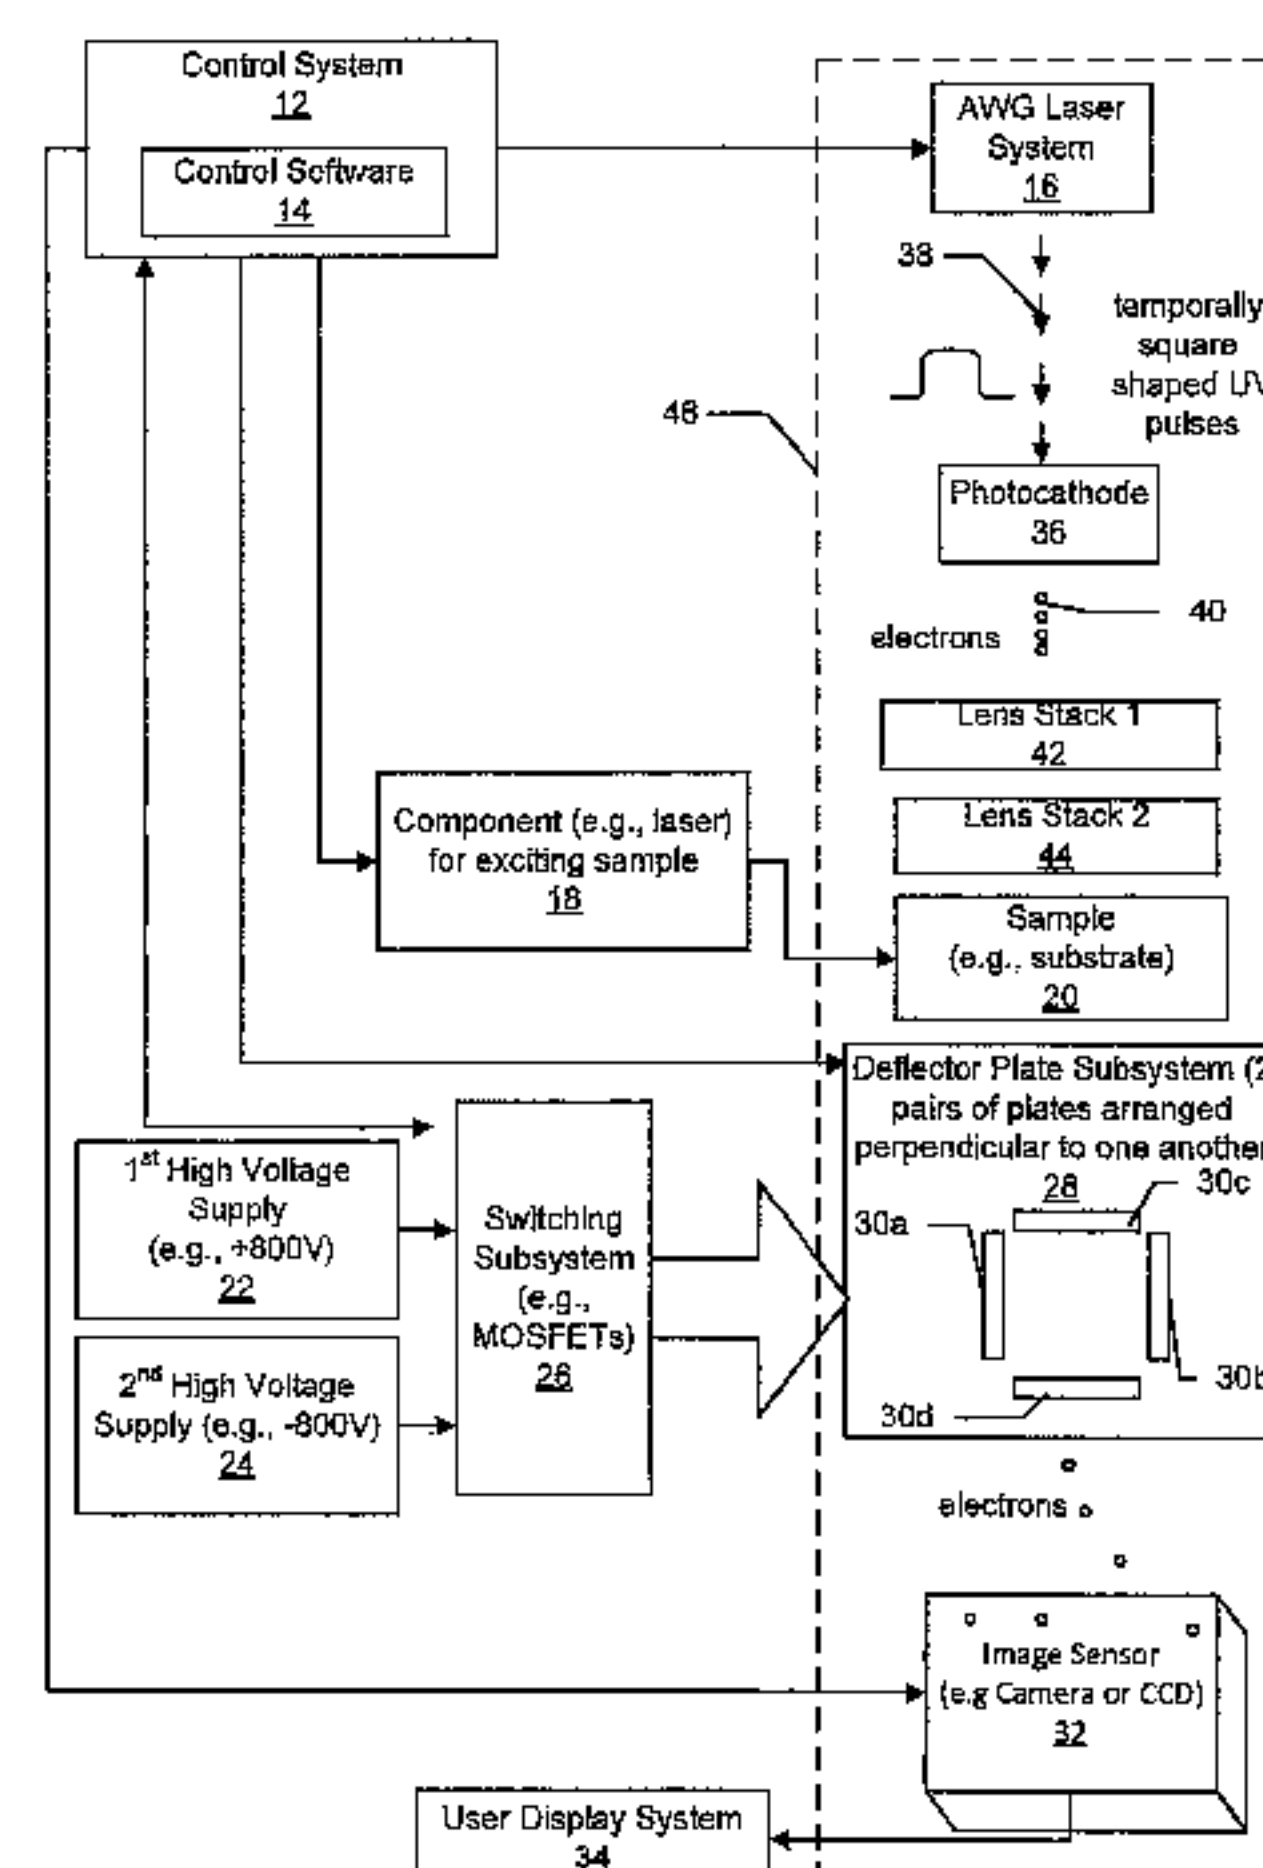 Control System
12
Control Software
14
AWG Laser
System
16
38
temporally
square
shaped UV
pulses
46
Photocathode
36
electrons
40
Lens Stack 1
42
Lens Stack 2
44
Component (e.g., laser)
for exciting sample
18
Sample
(e.g., substrate)
20
Deflector Plate Subsystem (2
pairs of plates arranged
perpendicular to one another
28
30c
30a
30b
30d
1st High Voltage
Supply
(e.g., +800V)
22
Switching
Subsystem
(e.g.,
MOSFETs)
26
2nd High Voltage
Supply (e.g., -800V)
24
electrons
Image Sensor
(e.g Camera or CCD)
32
User Display System
34